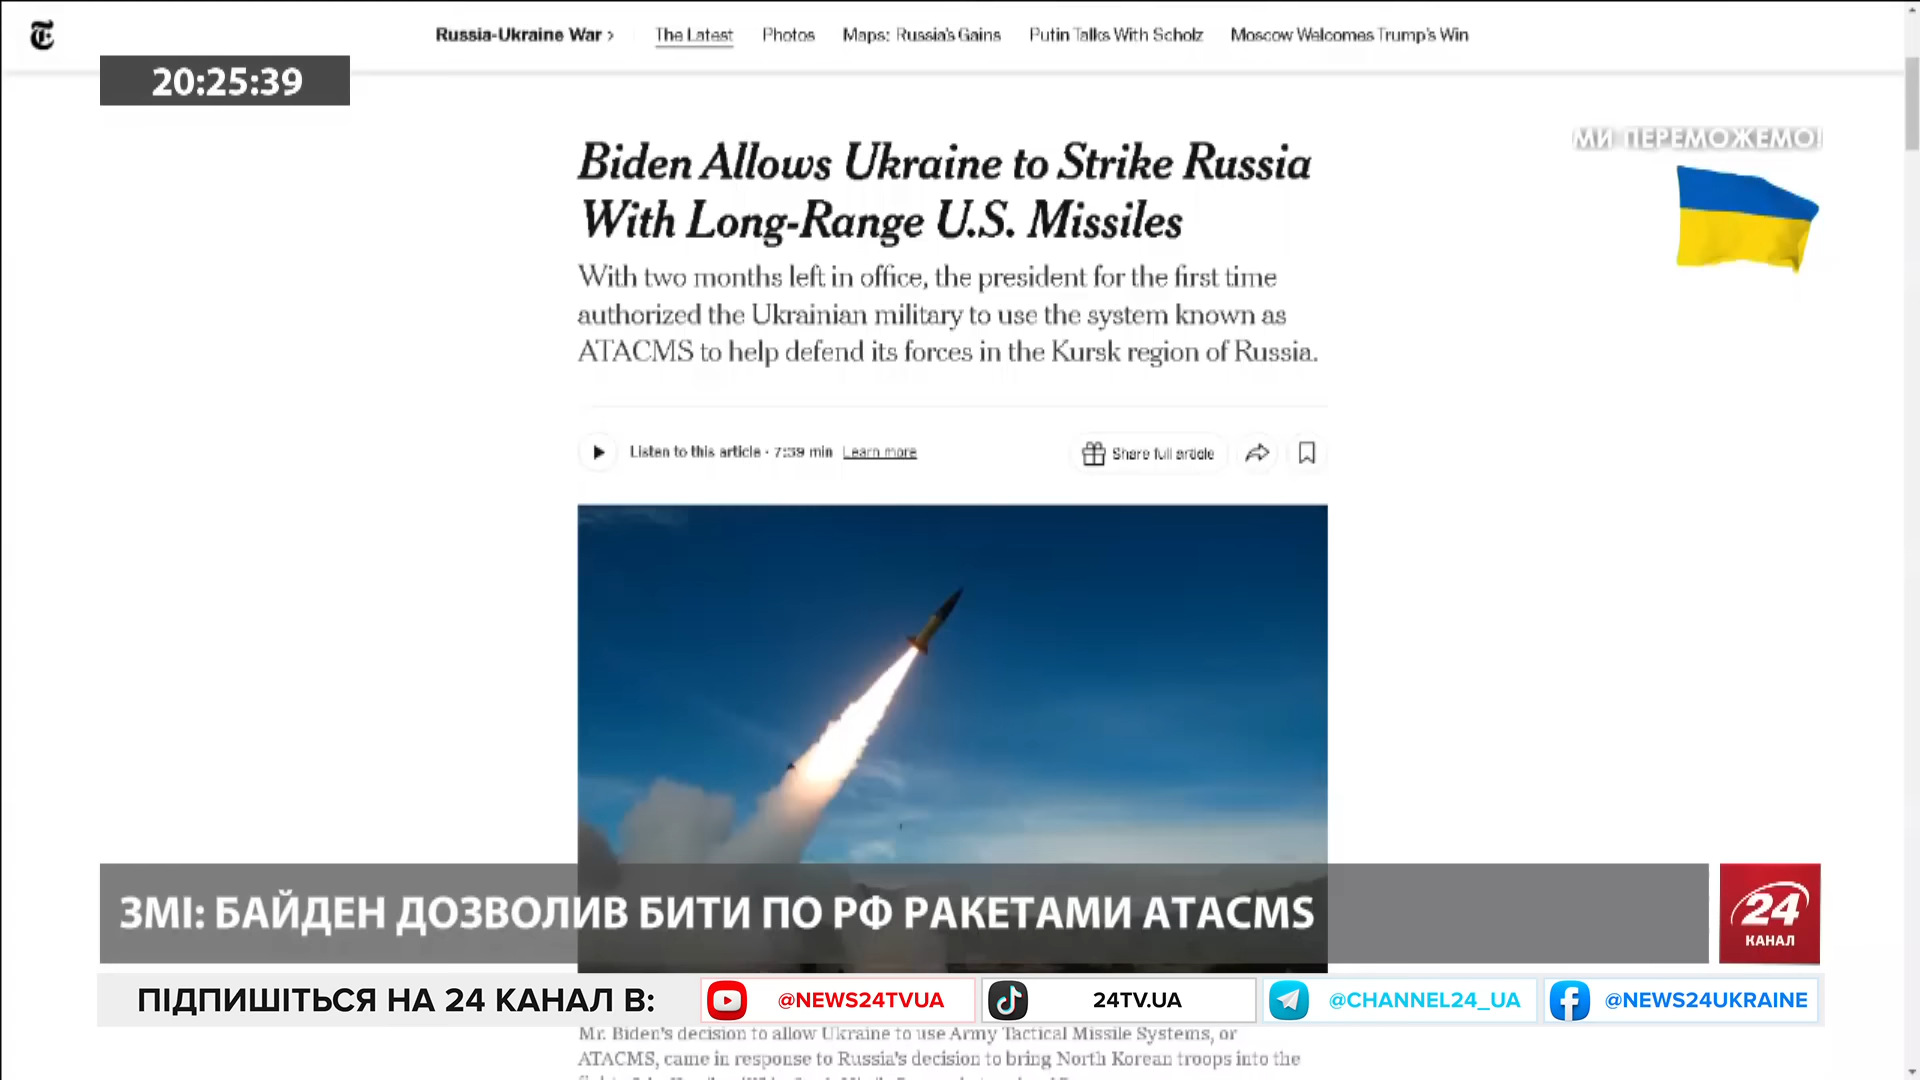 Russia-Ukraine War › The Latest Photos Maps: Russia's Gains Putin Talks With Scholz Moscow Welcomes Trump's Win
20:25:39
МИ ПЕРЕМОЖЕМО!
Biden Allows Ukraine to Strike Russia
With Long-Range U.S. Missiles
With two months left in office, the president for the first time
authorized the Ukrainian military to use the system known as
ATACMS to help defend its forces in the Kursk region of Russia.
Listen to this article · 7:39 min Learn more Share full article
ЗМІ: БАЙДЕН ДОЗВОЛИВ БИТИ ПО РФ РАКЕТАМИ ATACMS
24
КАНАЛ
ПІДПИШІТЬСЯ НА 24 КАНАЛ В: @NEWS24TVUA 24TV.UA @CHANNEL24_UA @NEWS24UKRAINE
Mr. Biden's decision to allow Ukraine to use Army Tactical Missile Systems, or
ATACMS, came in response to Russia's decision to bring North Korean troops into the